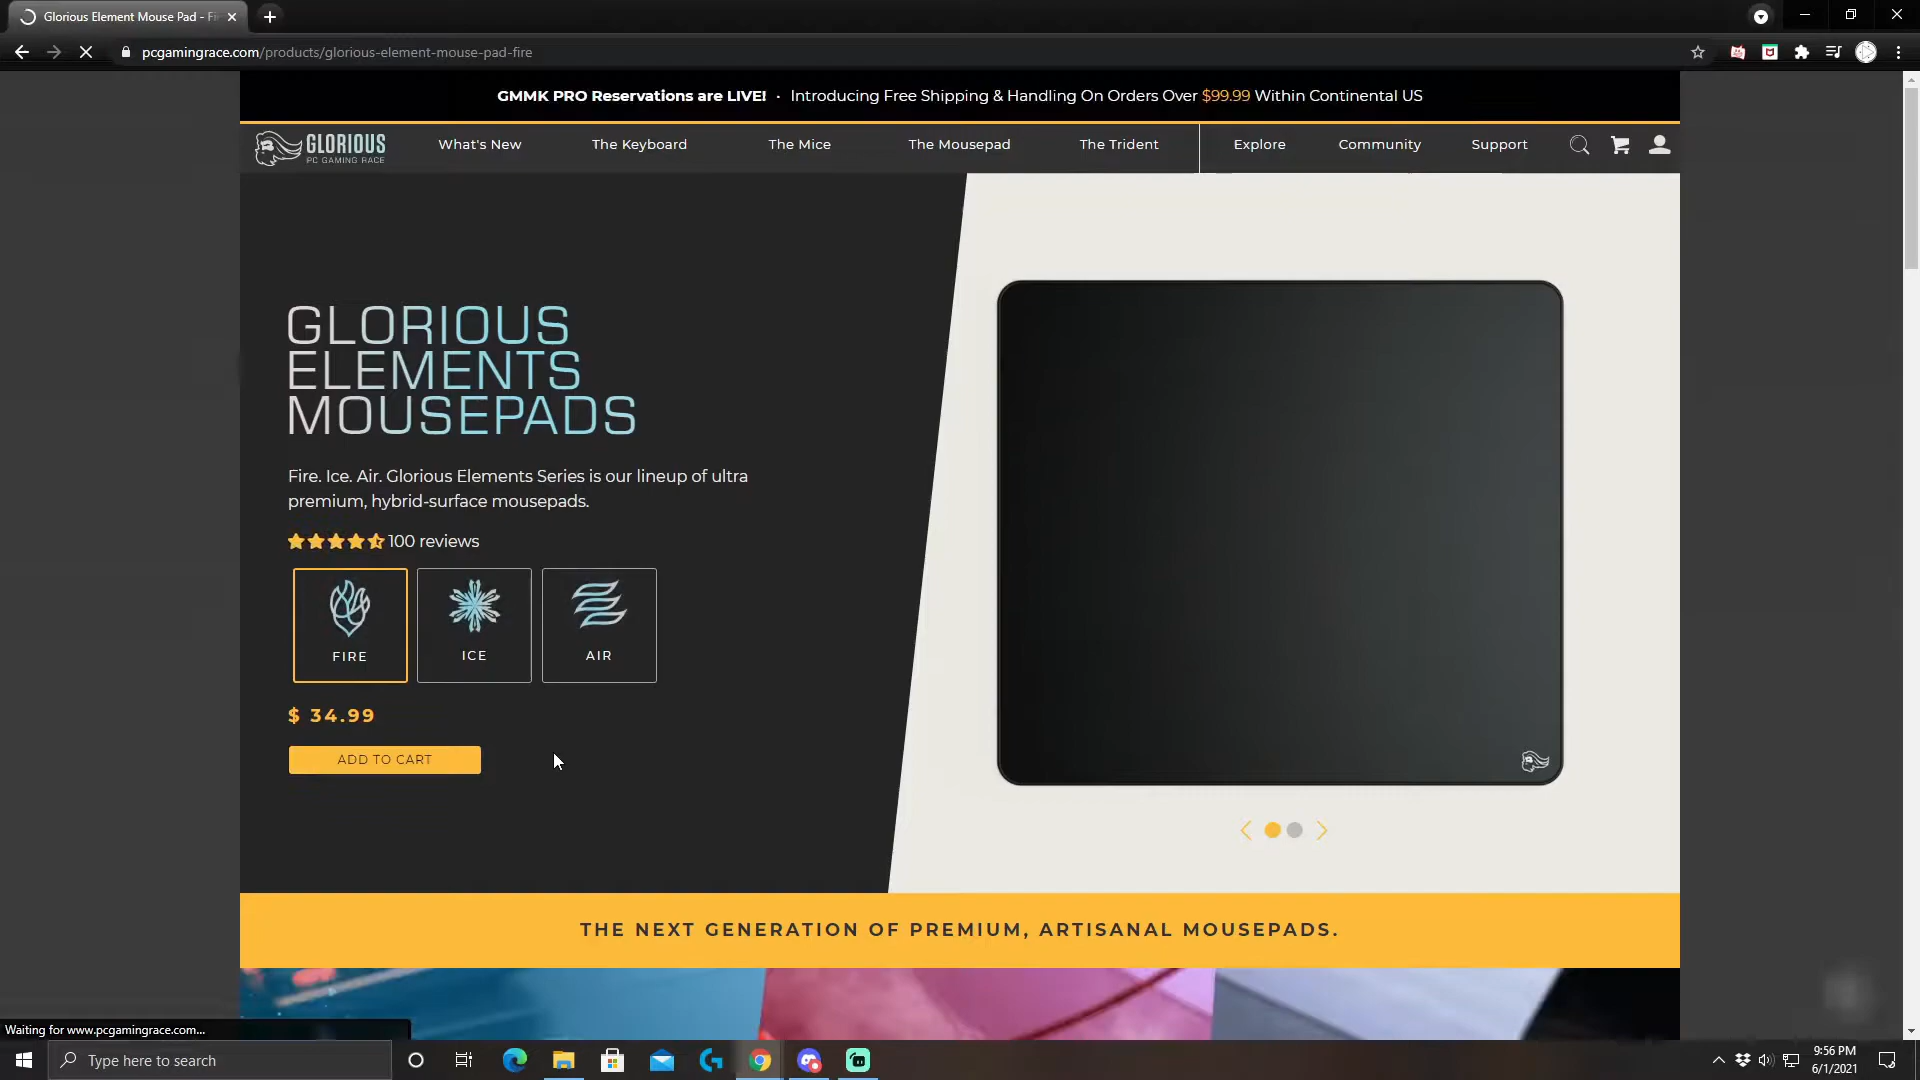 Glorious Element Mouse Pad - Fi
pcgamingrace.com/products/glorious-element-mouse-pad-fire
GMMK PRO Reservations are LIVE! · Introducing Free Shipping & Handling On Orders Over $99.99 Within Continental US
GLORIOUS
PC GAMING RACE
What's New
The Keyboard
The Mice
The Mousepad
The Trident
Explore
Community
Support
GLORIOUS
ELEMENTS
MOUSEPADS
Fire. Ice. Air. Glorious Elements Series is our lineup of ultra
premium, hybrid-surface mousepads.
100 reviews
FIRE
ICE
AIR
$ 34.99
ADD TO CART
THE NEXT GENERATION OF PREMIUM, ARTISANAL MOUSEPADS.
Waiting for www.pcgamingrace.com...
Type here to search
9:56 PM
6/1/2021